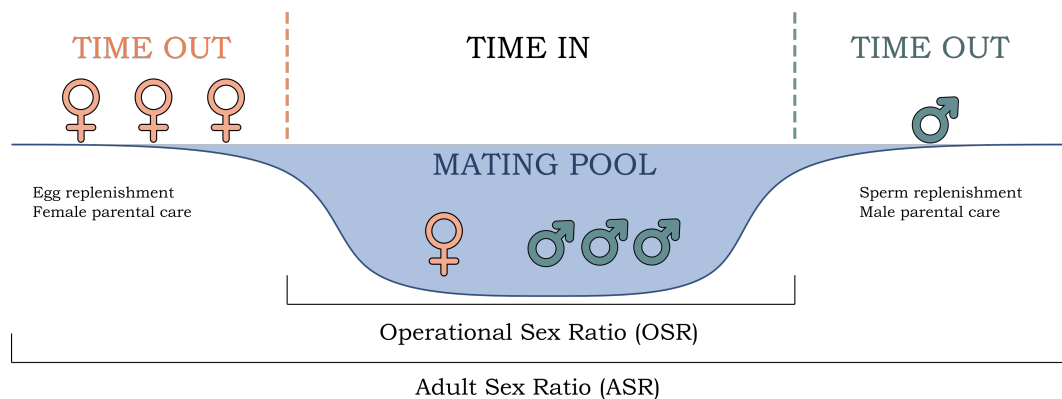 TIME OUT
TIME IN
TIME OUT
MATING POOL
Egg replenishment
Female parental care
Sperm replenishment
Male parental care
Operational Sex Ratio (OSR)
Adult Sex Ratio (ASR)